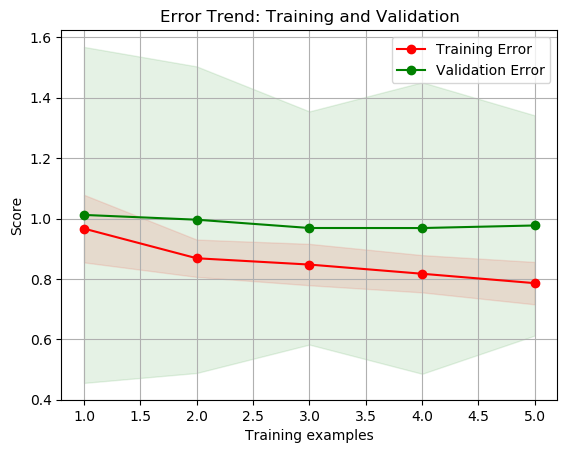 Error Trend: Training and Validation
Training Error
Validation Error
Score
1.6
1.4
1.2
1.0
0.8
0.6
0.4
1.0 1.5 2.0 2.5 3.0 3.5 4.0 4.5 5.0
Training examples